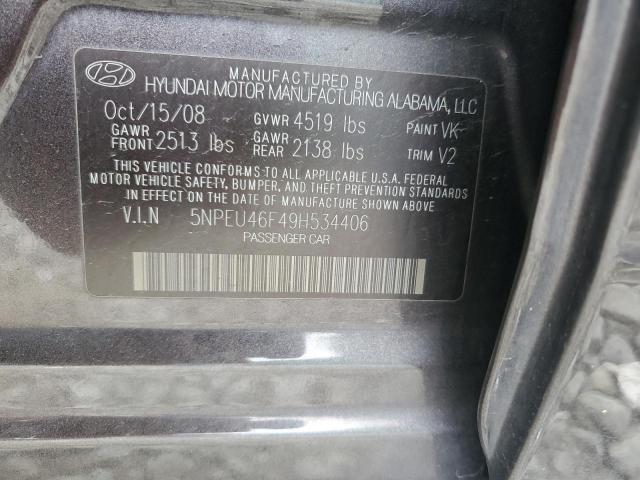 MANUFACTURED BY
HYUNDAI MOTOR MANUFACTURING ALABAMA, LLC
Oct/15/08 GVWR 4519 lbs PAINT VK
GAWR FRONT 2513 lbs GAWR REAR 2138 lbs TRIM V2
THIS VEHICLE CONFORMS TO ALL APPLICABLE U.S.A. FEDERAL
MOTOR VEHICLE SAFETY, BUMPER, AND THEFT PREVENTION STANDARDS
IN EFFECT ON THE DATE OF MANUFACTURE SHOWN ABOVE.
V.I.N 5NPEU46F49H534406
PASSENGER CAR